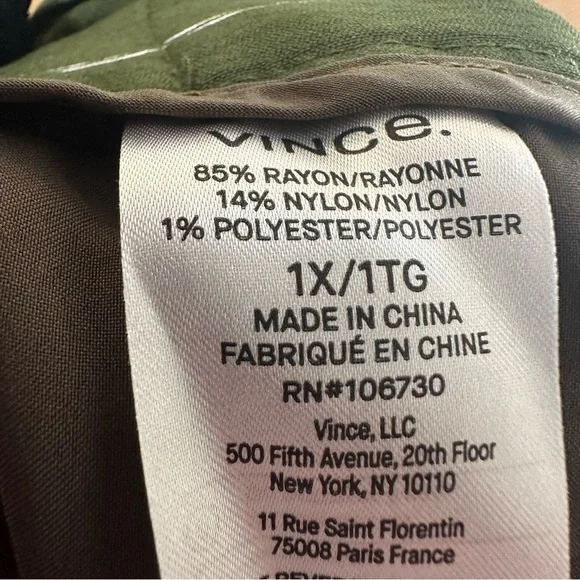 VINCe.
85% RAYON/RAYONNE
14% NYLON/NYLON
1% POLYESTER/POLYESTER
1X/1TG
MADE IN CHINA
FABRIQUÉ EN CHINE
RN#106730
Vince, LLC
500 Fifth Avenue, 20th Floor
New York, NY 10110
11 Rue Saint Florentin
75008 Paris France